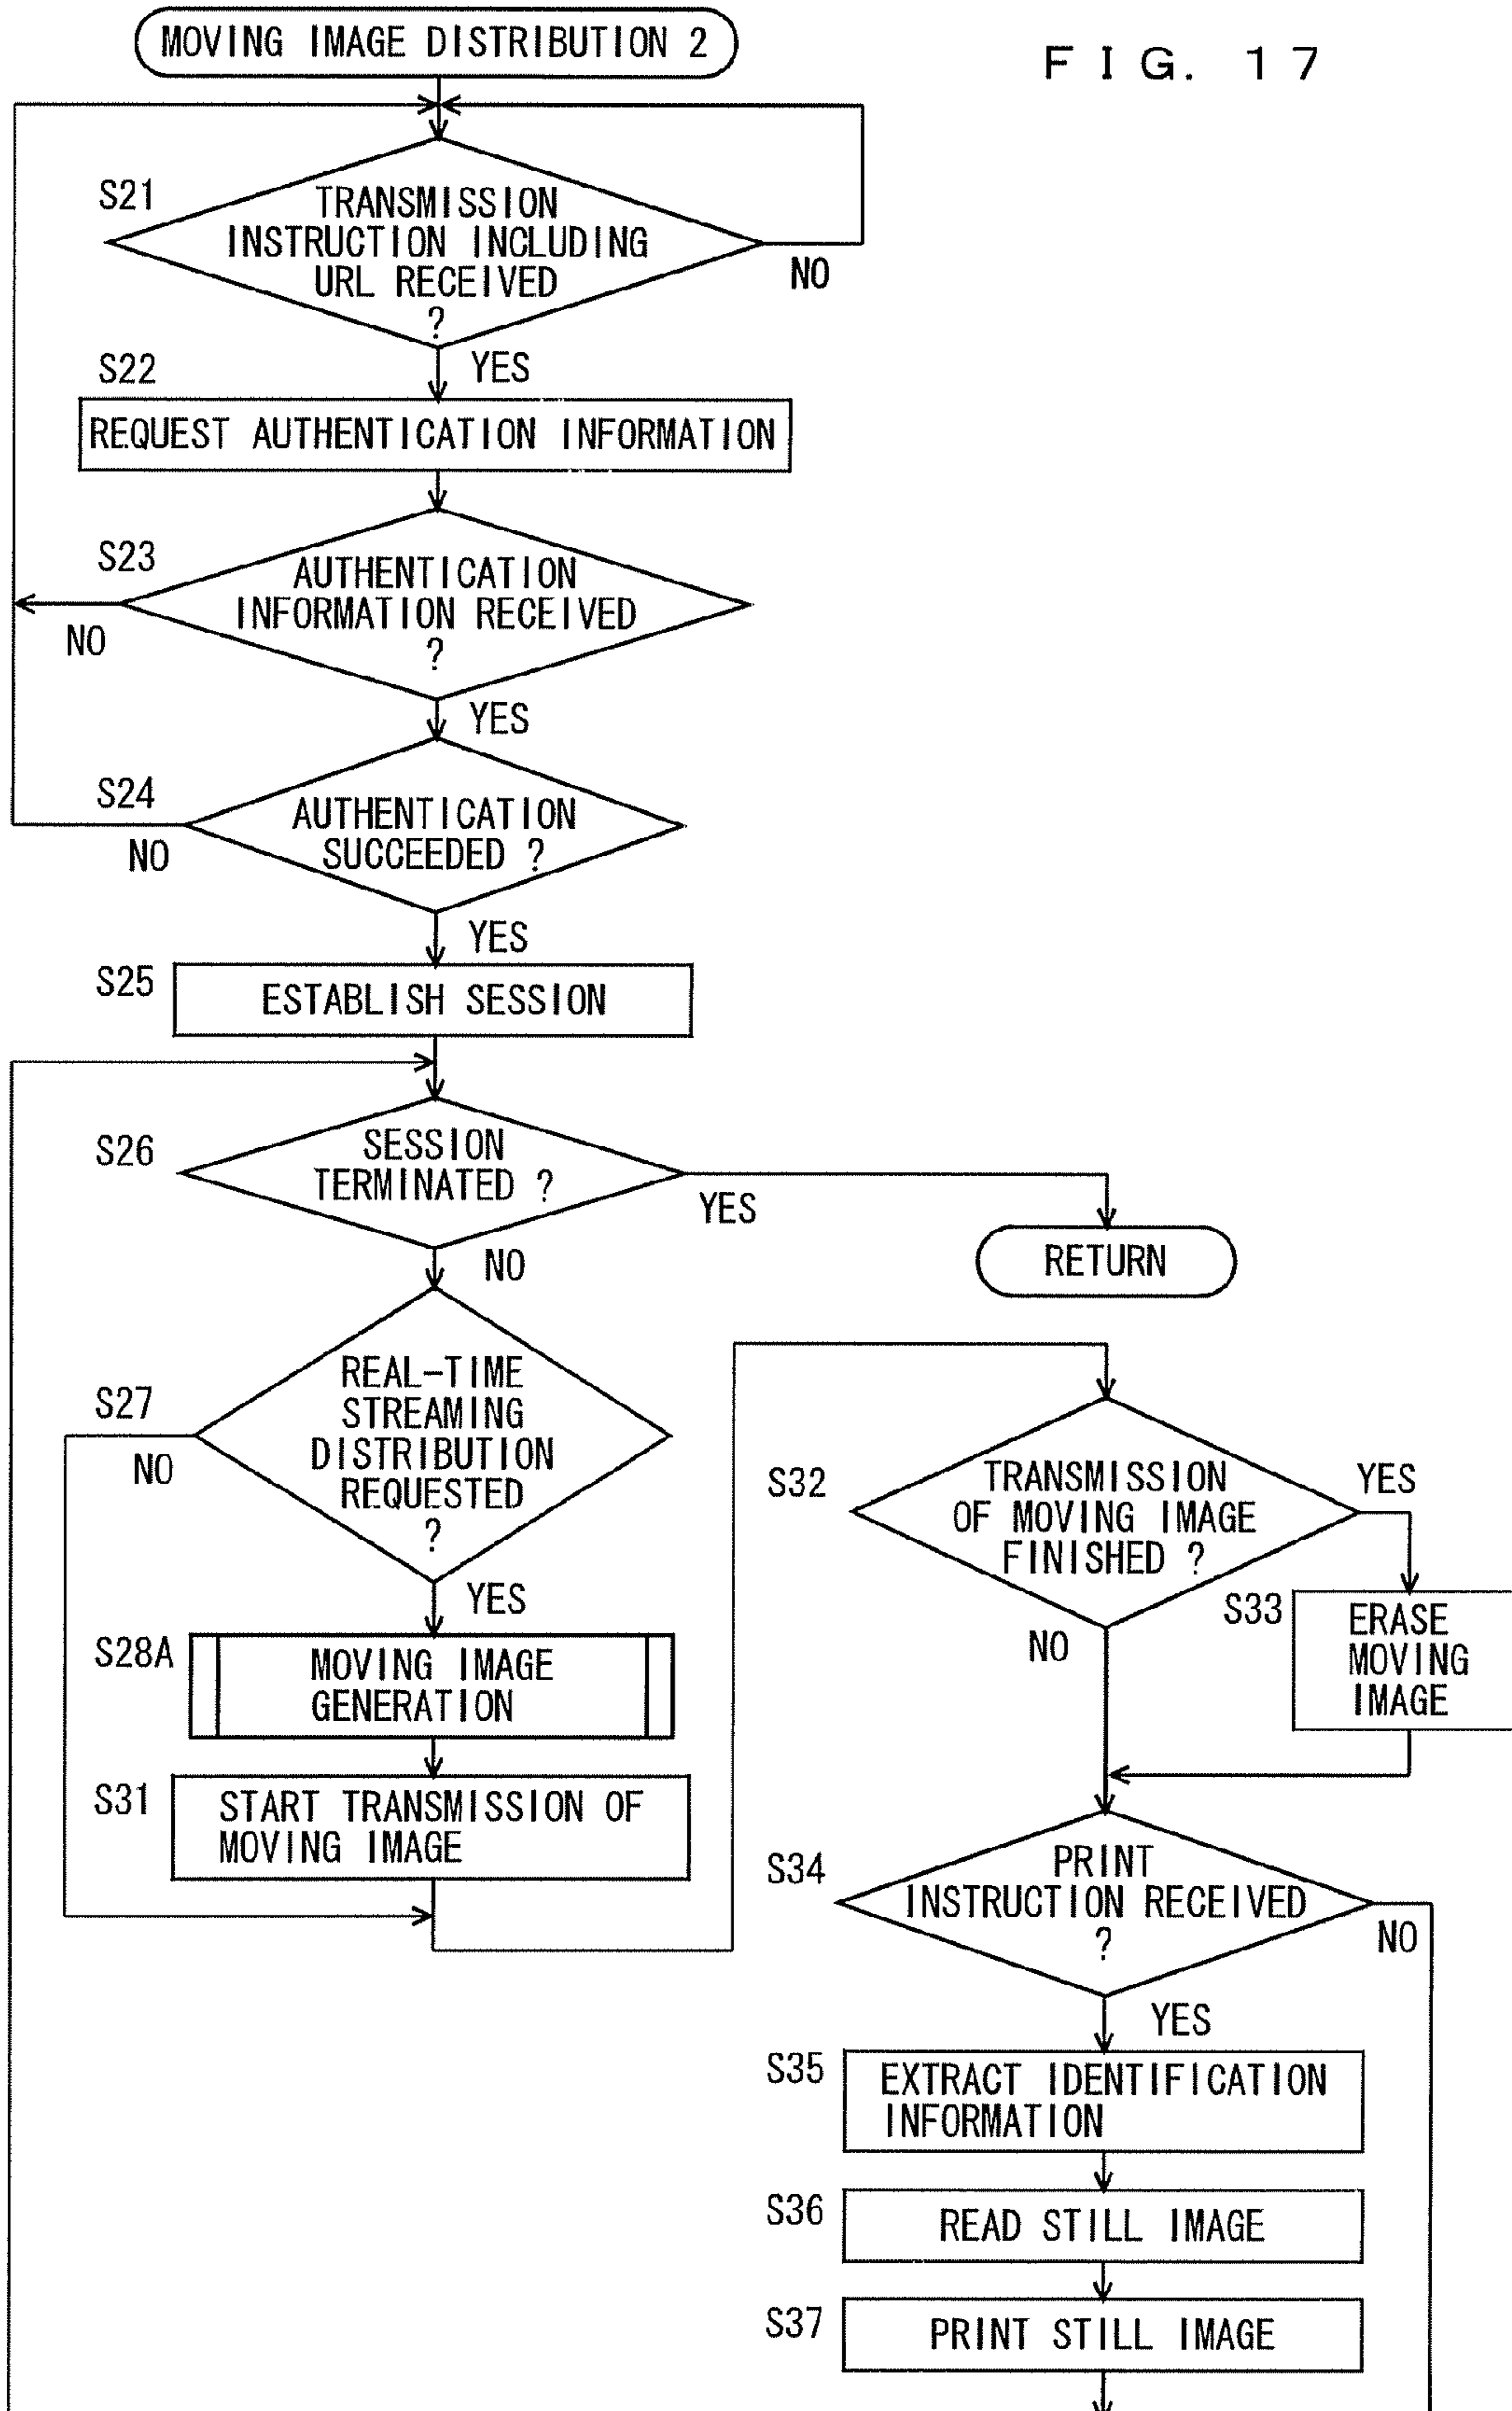 MOVING IMAGE DISTRIBUTION 2
FIG. 17
S21
TRANSMISSION
INSTRUCTION INCLUDING
URL RECEIVED
?
NO
YES
S22
REQUEST AUTHENTICATION INFORMATION
S23
AUTHENTICATION
INFORMATION RECEIVED
?
NO
YES
S24
AUTHENTICATION
SUCCEEDED ?
NO
YES
S25
ESTABLISH SESSION
S26
SESSION
TERMINATED ?
YES
RETURN
NO
S27
REAL-TIME
STREAMING
DISTRIBUTION
REQUESTED
?
NO
YES
S28A
MOVING IMAGE
GENERATION
S31
START TRANSMISSION OF
MOVING IMAGE
S32
TRANSMISSION
OF MOVING IMAGE
FINISHED ?
YES
NO
S33
ERASE
MOVING
IMAGE
S34
PRINT
INSTRUCTION RECEIVED
?
NO
YES
S35
EXTRACT IDENTIFICATION
INFORMATION
S36
READ STILL IMAGE
S37
PRINT STILL IMAGE